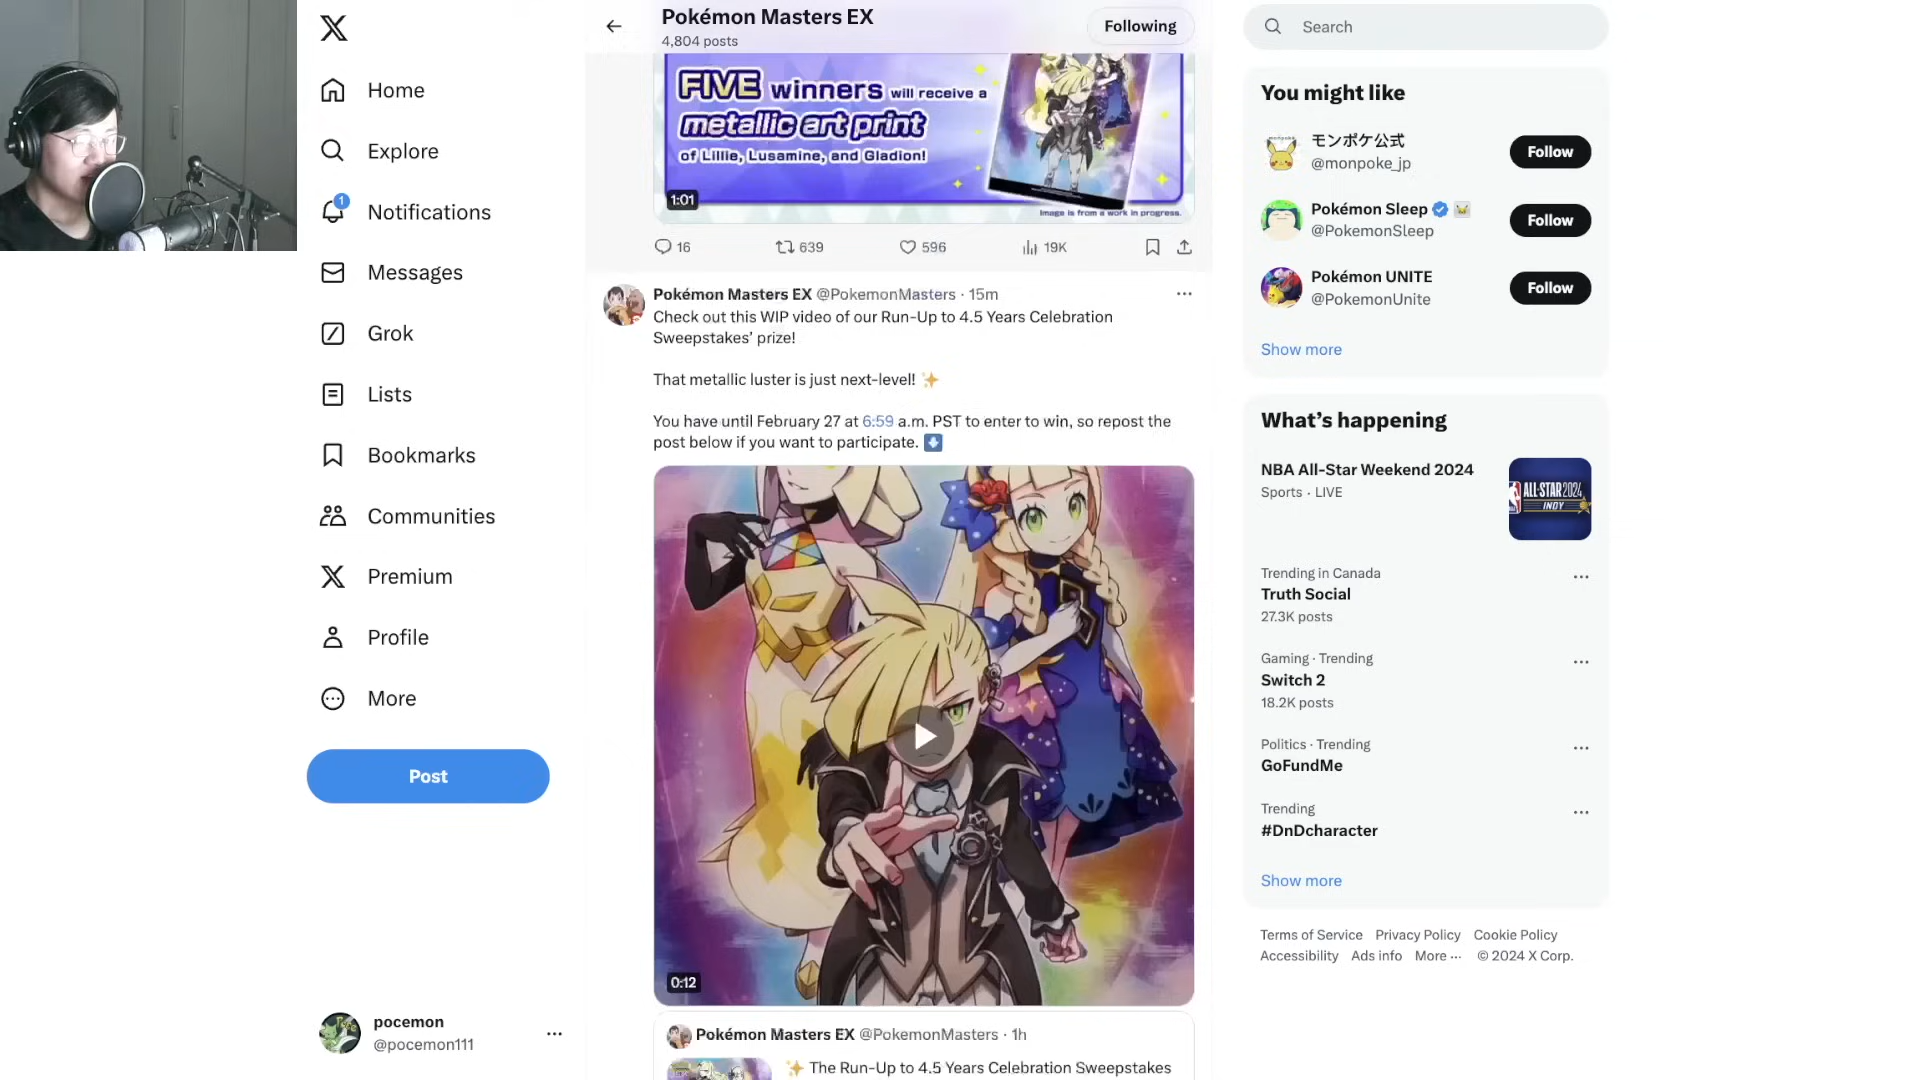 Home
Explore
1
Notifications
Messages
Grok
Lists
Bookmarks
Communities
Premium
Profile
More
Post
pocemon
@pocemon111
Pokémon Masters EX
4,804 posts
Following
FIVE winners will receive a
metallic art print
of Lillie, Lusamine, and Gladion!
1:01
Image is from a work in progress.
16
639
596
19K
Pokémon Masters EX @PokemonMasters · 15m
Check out this WIP video of our Run-Up to 4.5 Years Celebration
Sweepstakes’ prize!
That metallic luster is just next-level! ✨
You have until February 27 at 6:59 a.m. PST to enter to win, so repost the
post below if you want to participate. ⬇️
0:12
Pokémon Masters EX @PokemonMasters · 1h
✨ The Run-Up to 4.5 Years Celebration Sweepstakes
Search
You might like
モンポケ公式
@monpoke_jp
Follow
Pokémon Sleep
@PokemonSleep
Follow
Pokémon UNITE
@PokemonUnite
Follow
Show more
What’s happening
NBA All-Star Weekend 2024
Sports · LIVE
ALL-STAR 2024
INDY
Trending in Canada
Truth Social
27.3K posts
Gaming · Trending
Switch 2
18.2K posts
Politics · Trending
GoFundMe
Trending
#DnDcharacter
Show more
Terms of Service Privacy Policy Cookie Policy
Accessibility Ads info More ··· © 2024 X Corp.